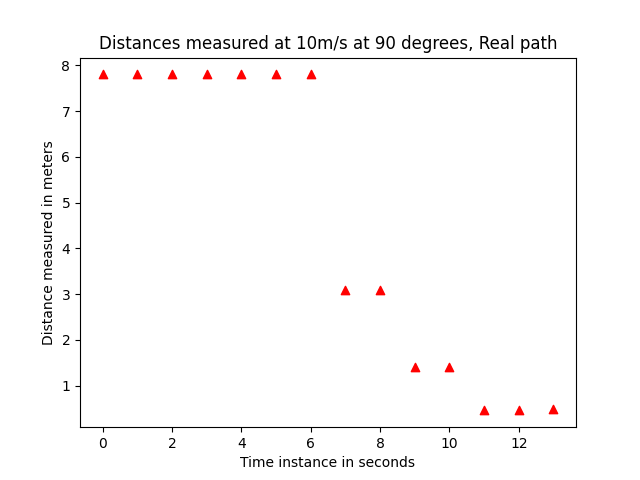 Distances measured at 10m/s at 90 degrees, Real path
8
7
6
5
4
3
2
1
Distance measured in meters
0 2 4 6 8 10 12
Time instance in seconds